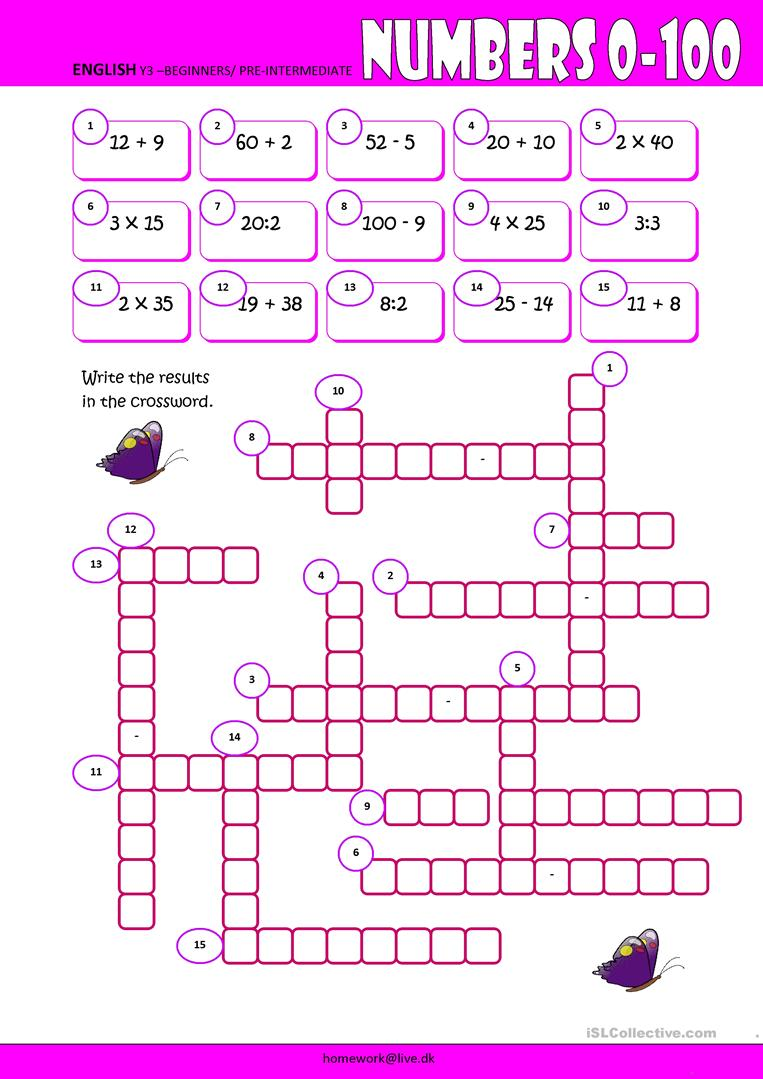 ENGLISH Y3 –BEGINNERS/ PRE-INTERMEDIATE
NUMBERS 0-100
1
12 + 9
2
60 + 2
3
52 - 5
4
20 + 10
5
2 X 40
6
3 X 15
7
20:2
8
100 - 9
9
4 X 25
10
3:3
11
2 X 35
12
19 + 38
13
8:2
14
25 - 14
15
11 + 8
Write the results
in the crossword.
1
10
8
-
12
7
13
4
2
-
5
3
-
-
14
11
9
6
-
15
iSLCollective.com
homework@live.dk